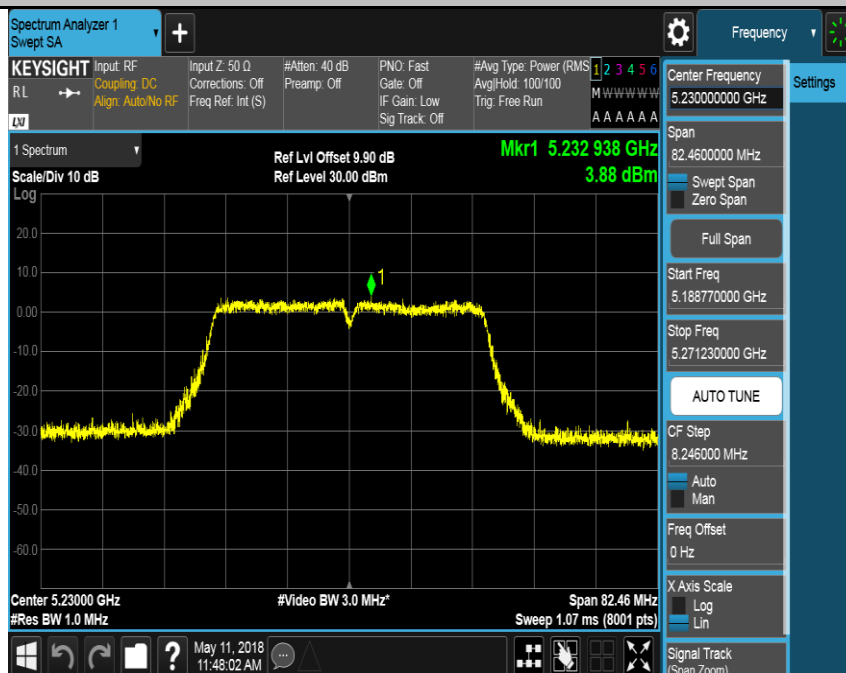 Spectrum Analyzer 1
Swept SA
+
Frequency
KEYSIGHT
RL
LXI
Input: RF
Coupling: DC
Align: Auto/No RF
Input Z: 50 Ω
Corrections: Off
Freq Ref: Int (S)
#Atten: 40 dB
Preamp: Off
PNO: Fast
Gate: Off
IF Gain: Low
Sig Track: Off
#Avg Type: Power (RMS
Avg|Hold: 100/100
Trig: Free Run
1 2 3 4 5 6
M W W W W W
A A A A A A
Center Frequency
5.230000000 GHz
Settings
Span
82.4600000 MHz
Swept Span
Zero Span
Full Span
Start Freq
5.188770000 GHz
Stop Freq
5.271230000 GHz
AUTO TUNE
CF Step
8.246000 MHz
Auto
Man
Freq Offset
0 Hz
X Axis Scale
Log
Lin
Signal Track
(Span Zoom)
1 Spectrum
Scale/Div 10 dB
Log
Ref Lvl Offset 9.90 dB
Ref Level 30.00 dBm
Mkr1 5.232 938 GHz
3.88 dBm
1
20.0
10.0
0.00
-10.0
-20.0
-30.0
-40.0
-50.0
-60.0
Center 5.23000 GHz
#Res BW 1.0 MHz
#Video BW 3.0 MHz*
Span 82.46 MHz
Sweep 1.07 ms (8001 pts)
?
May 11, 2018
11:48:02 AM